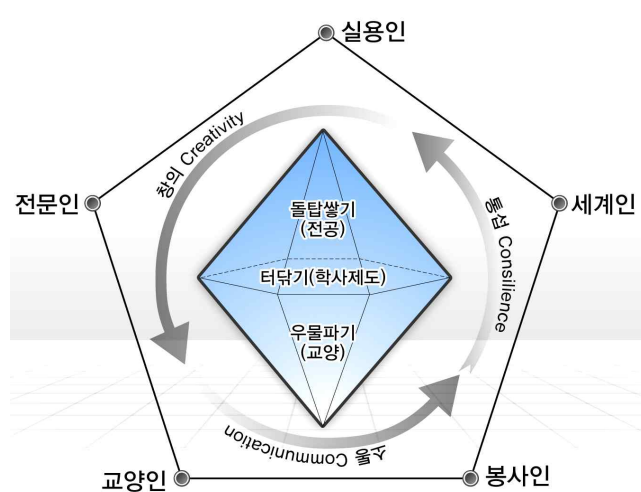 실용인
창의 Creativity
전문인
세계인
통섭 Consilience
돌탑쌓기
(전공)
터닦기(학사제도)
우물파기
(교양)
소통 Communication
교양인
봉사인